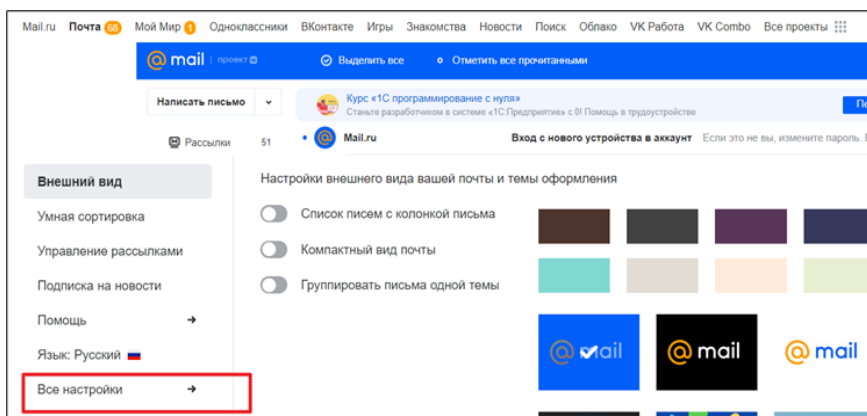 Mail.ru Почта 68 Мой Мир 1 Одноклассники ВКонтакте Игры Знакомства Новости Поиск Облако VK Работа VK Combo Все проекты
@mail проект Выделить все Отметить все прочитанными
Написать письмо
Курс «1С программирование с нуля»
Станьте разработчиком в системе «1С:Предприятие» с 0! Помощь в трудоустройстве
Рассылки 51 @ Mail.ru Вход с нового устройства в аккаунт Если это не вы, измените пароль.
Внешний вид
Настройки внешнего вида вашей почты и темы оформления
Умная сортировка
Список писем с колонкой письма
Управление рассылками
Компактный вид почты
Подписка на новости
Группировать письма одной темы
Помощь
Язык: Русский
@mail @mail @mail
Все настройки